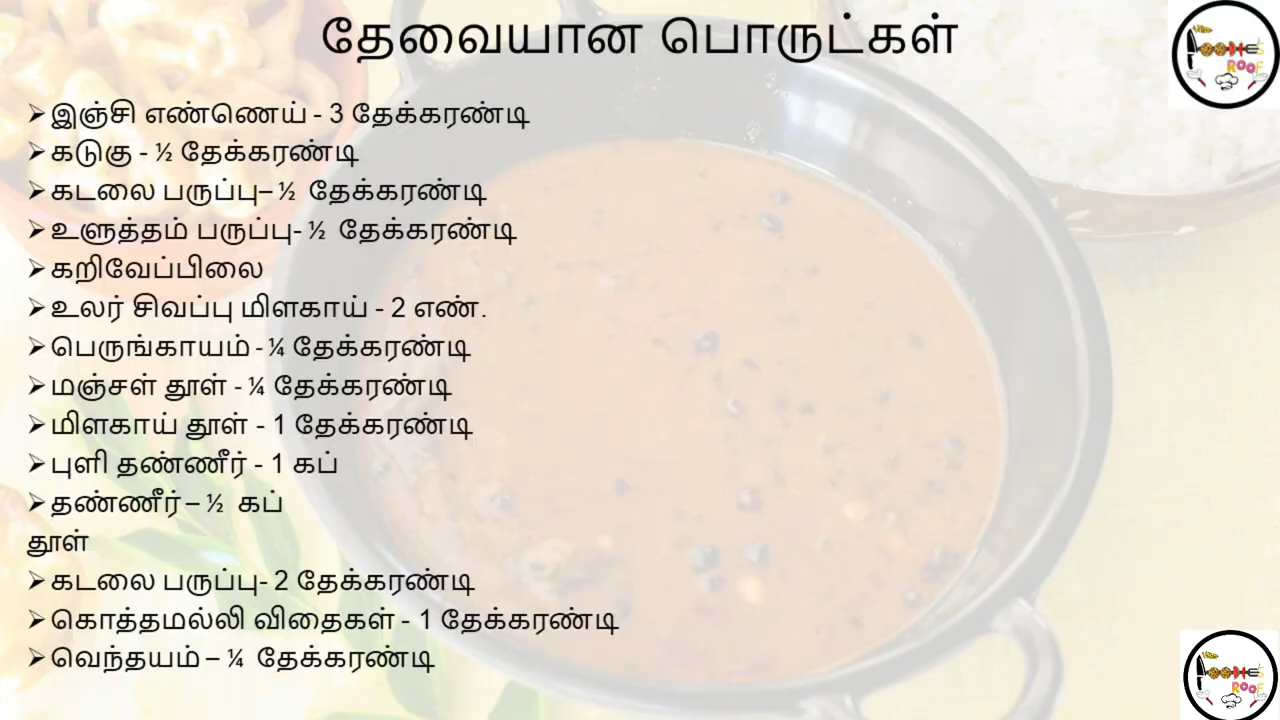 தேவையான பொருட்கள்
➢இஞ்சி எண்ணெய் - 3 தேக்கரண்டி
➢கடுகு - ½ தேக்கரண்டி
➢கடலை பருப்பு– ½ தேக்கரண்டி
➢உளுத்தம் பருப்பு- ½ தேக்கரண்டி
➢கறிவேப்பிலை
➢உலர் சிவப்பு மிளகாய் - 2 எண்.
➢பெருங்காயம் - ¼ தேக்கரண்டி
➢மஞ்சள் தூள் - ¼ தேக்கரண்டி
➢மிளகாய் தூள் - 1 தேக்கரண்டி
➢புளி தண்ணீர் - 1 கப்
➢தண்ணீர் – ½ கப்
தூள்
➢கடலை பருப்பு- 2 தேக்கரண்டி
➢கொத்தமல்லி விதைகள் - 1 தேக்கரண்டி
➢வெந்தயம் – ¼ தேக்கரண்டி
ROOF
ROOF